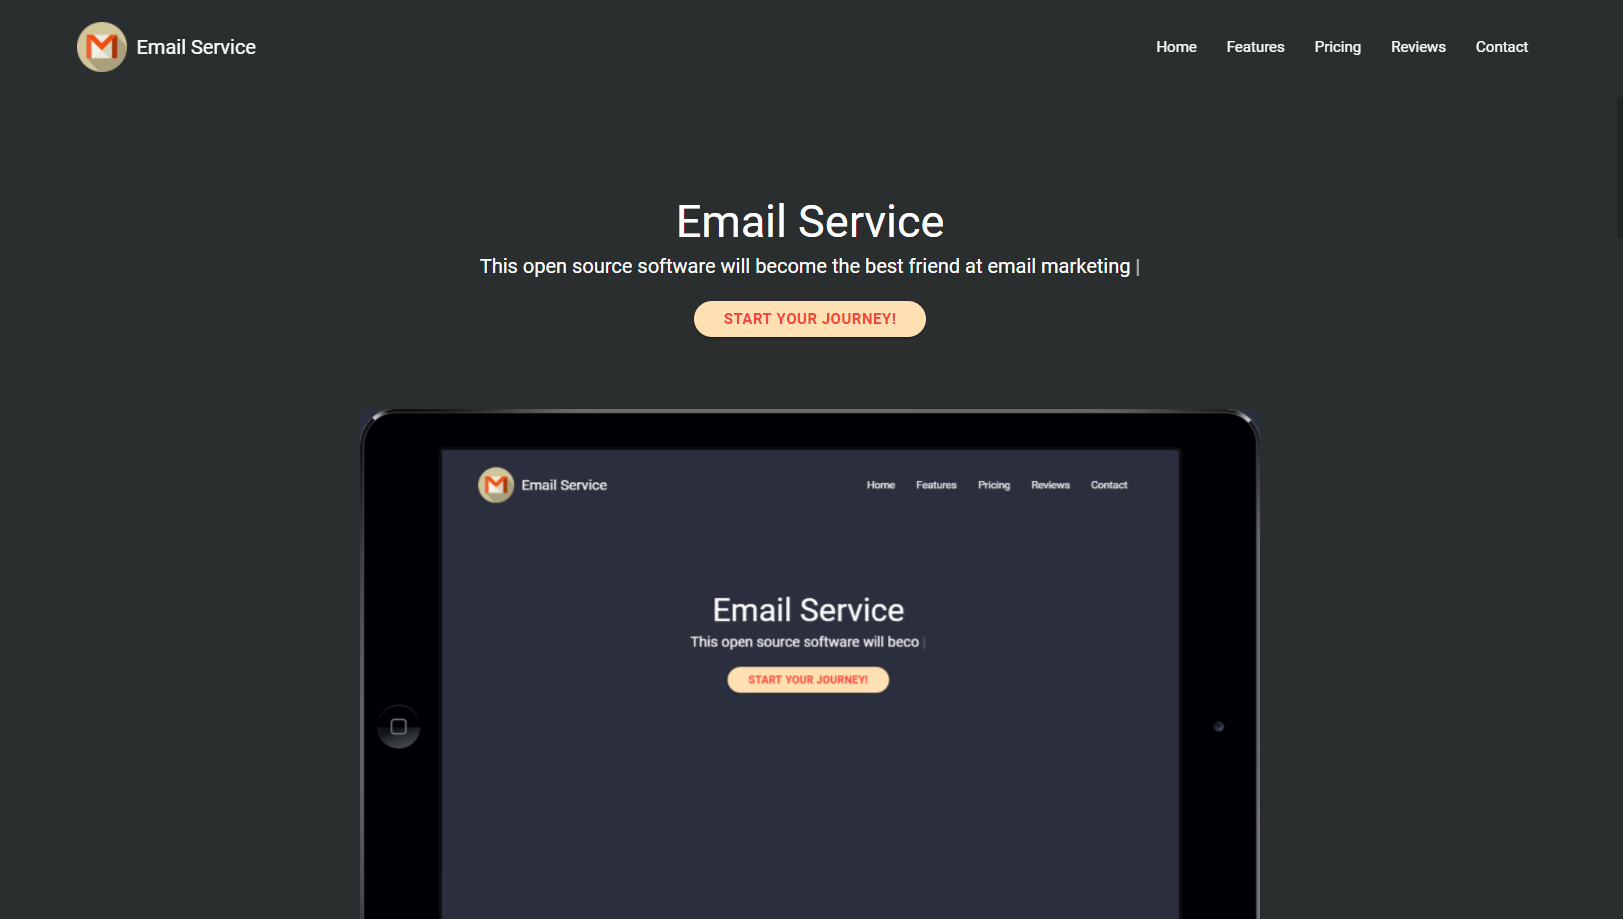 Email Service
Home Features Pricing Reviews Contact
Email Service
This open source software will become the best friend at email marketing |
START YOUR JOURNEY!
Email Service
Home Features Pricing Reviews Contact
Email Service
This open source software will beco |
START YOUR JOURNEY!